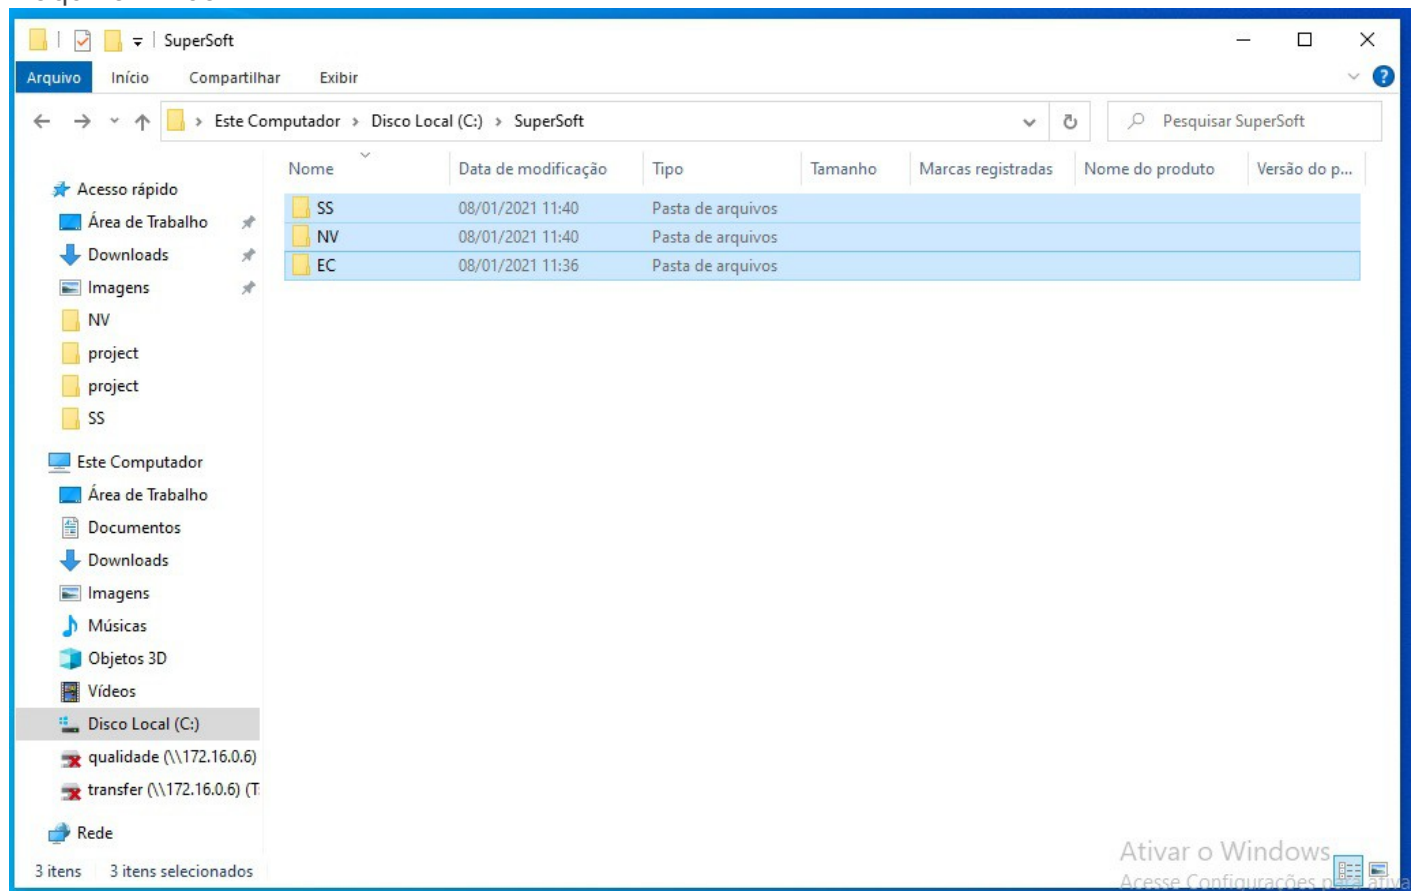 SuperSoft
Arquivo Início Compartilhar Exibir
Este Computador > Disco Local (C:) > SuperSoft
Pesquisar SuperSoft
Nome Data de modificação Tipo Tamanho Marcas registradas Nome do produto Versão do p...
SS 08/01/2021 11:40 Pasta de arquivos
NV 08/01/2021 11:40 Pasta de arquivos
EC 08/01/2021 11:36 Pasta de arquivos
Acesso rápido
Área de Trabalho
Downloads
Imagens
NV
project
project
SS
Este Computador
Área de Trabalho
Documentos
Downloads
Imagens
Músicas
Objetos 3D
Vídeos
Disco Local (C:)
qualidade (\\172.16.0.6)
transfer (\\172.16.0.6) (T:
Rede
3 itens 3 itens selecionados
Ativar o Windows
Acesse Configurações para ativa